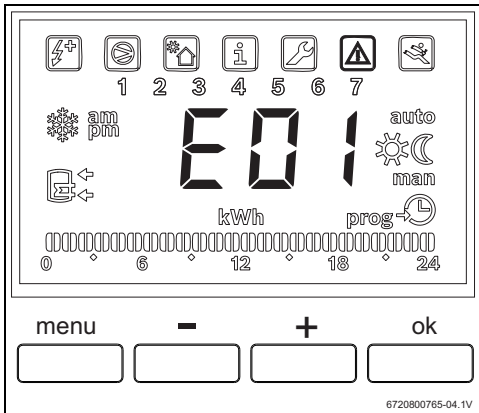 1 2 3 4 5 6 7
am
pm
E01
auto
man
kWh
prog
0 6 12 18 24
menu - + ok
6720800765-04.1V